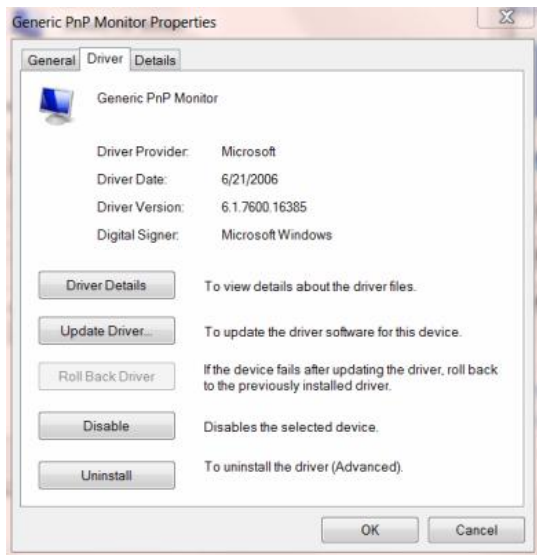 Generic PnP Monitor Properties
General Driver Details
Generic PnP Monitor
Driver Provider: Microsoft
Driver Date: 6/21/2006
Driver Version: 6.1.7600.16385
Digital Signer: Microsoft Windows
Driver Details To view details about the driver files.
Update Driver... To update the driver software for this device.
Roll Back Driver If the device fails after updating the driver, roll back
to the previously installed driver.
Disable Disables the selected device.
Uninstall To uninstall the driver (Advanced).
OK Cancel